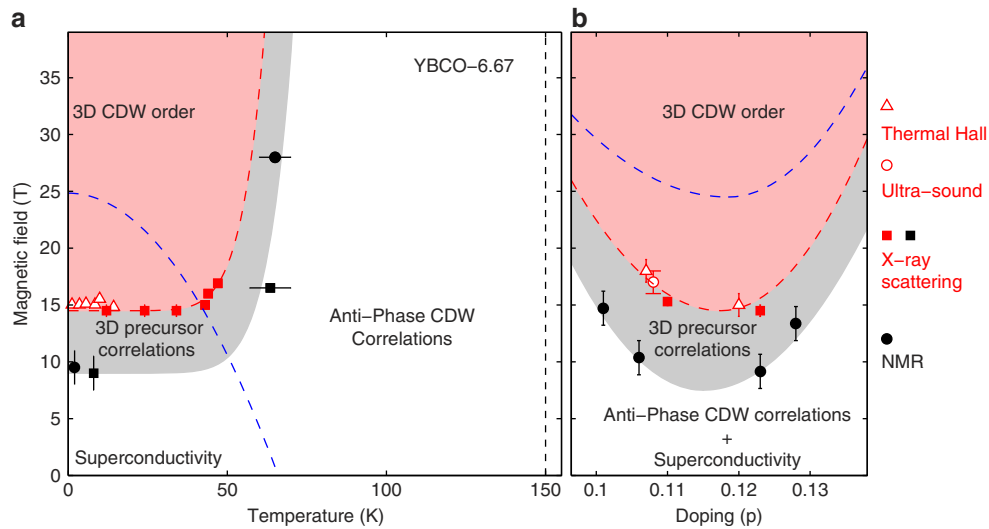 a
YBCO−6.67
3D CDW order
3D precursor
correlations
Anti−Phase CDW
Correlations
Superconductivity
Magnetic field (T)
0
5
10
15
20
25
30
35
0
50
100
150
Temperature (K)
b
3D CDW order
3D precursor
correlations
Anti−Phase CDW correlations
+
Superconductivity
0.1
0.11
0.12
0.13
Doping (p)
Thermal Hall
Ultra−sound
X−ray
scattering
NMR